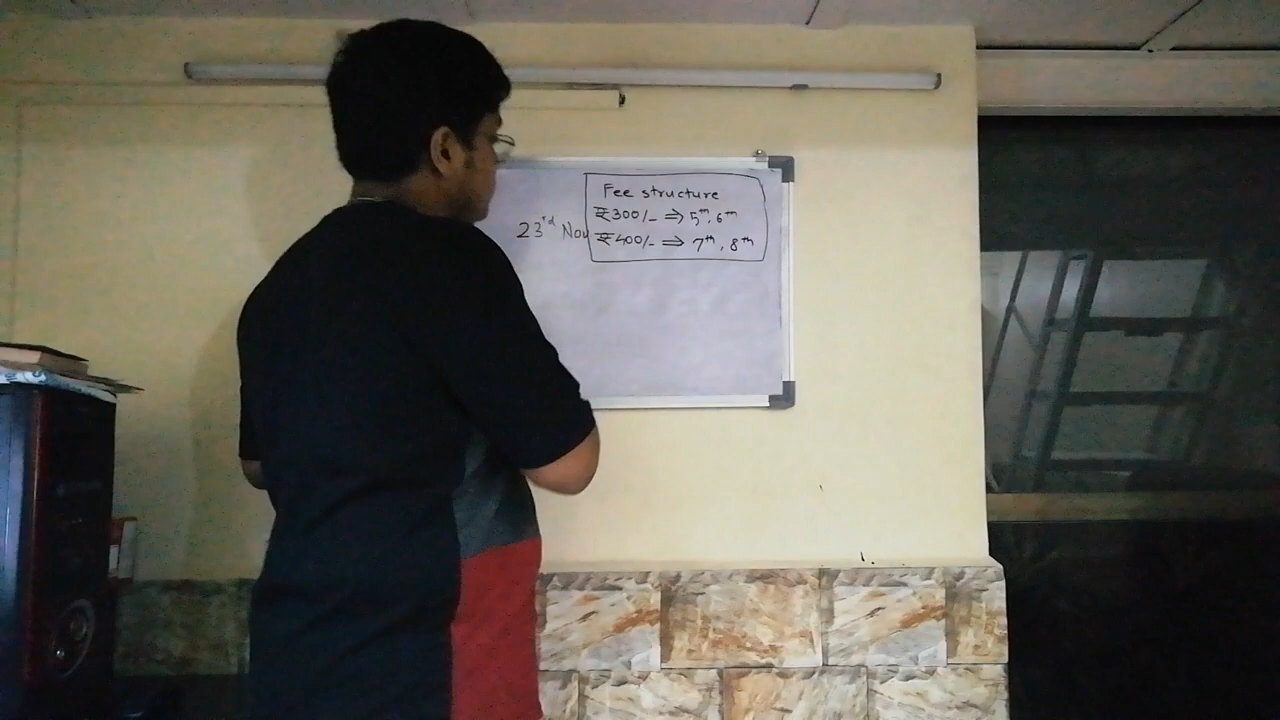 Fee structure
₹300/- ⇒ 5th, 6th
23rd Nov
₹400/- ⇒ 7th, 8th